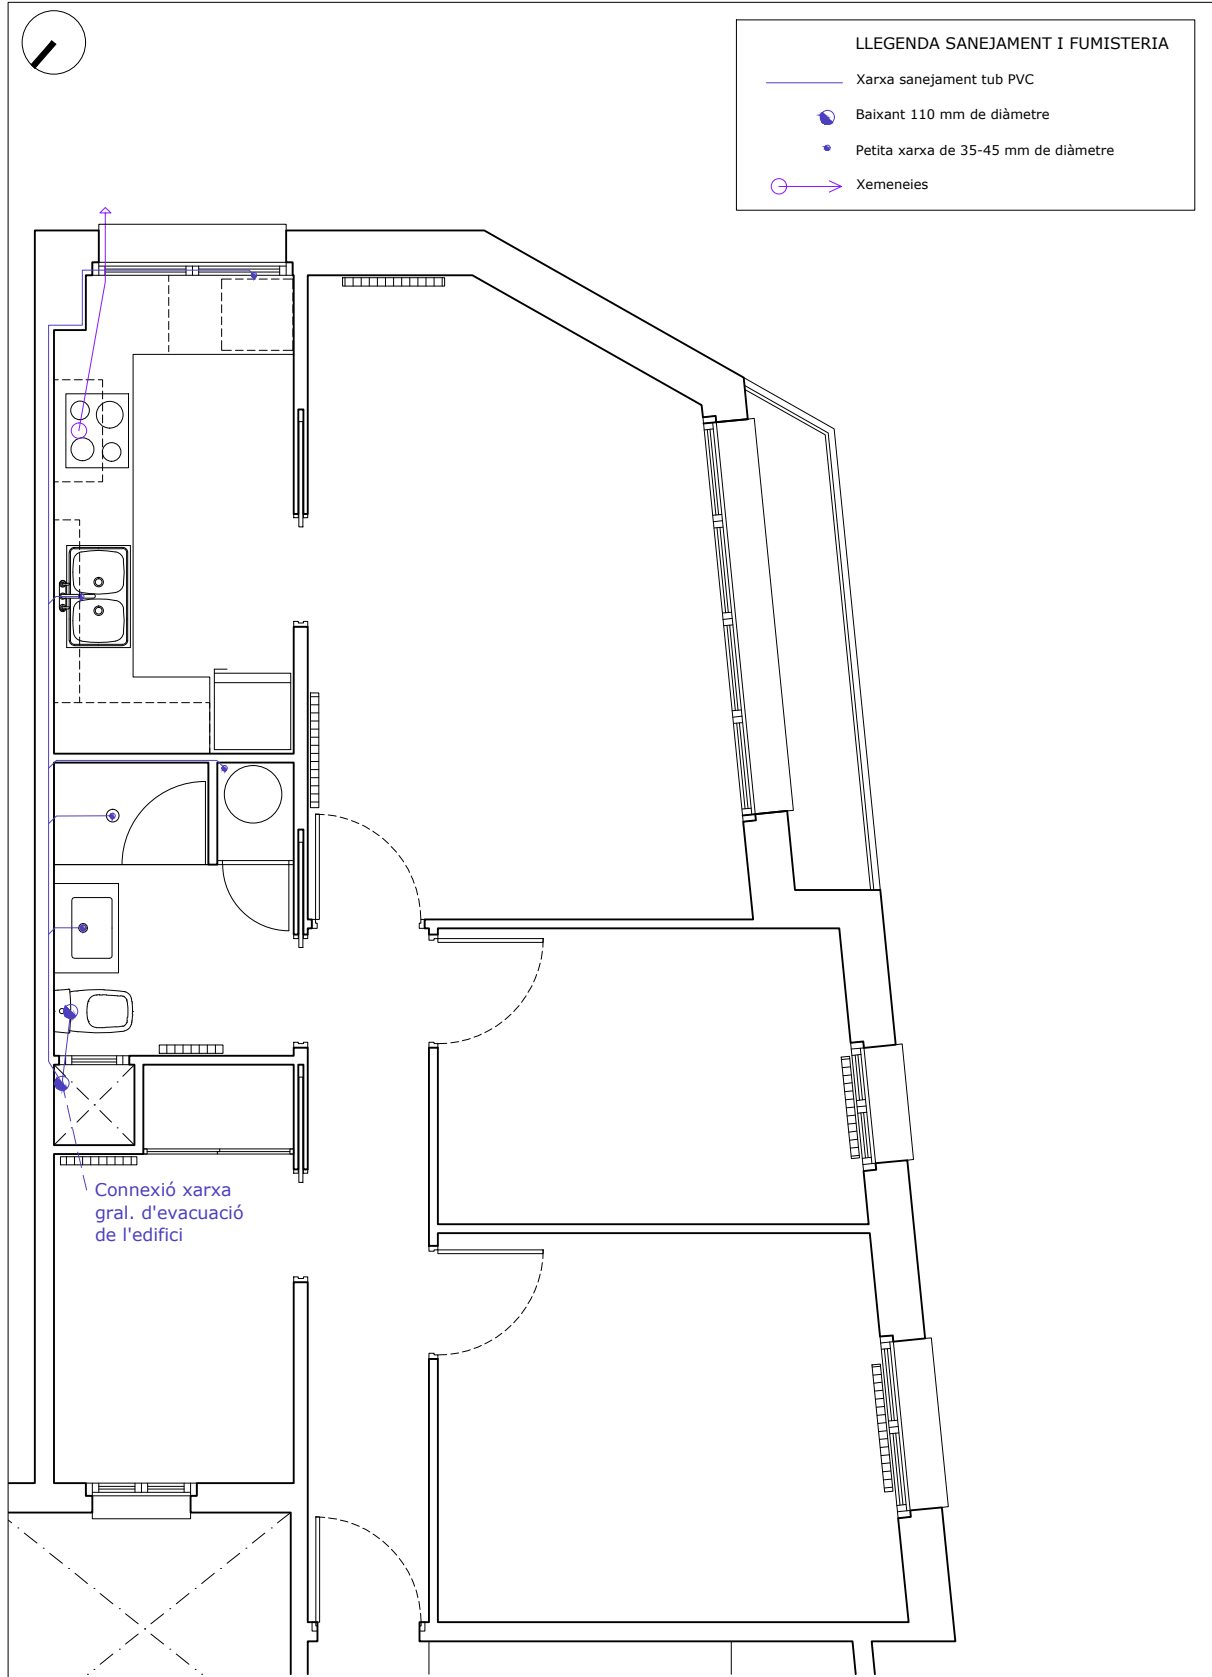 LLEGENDA SANEJAMENT I FUMISTERIA
Xarxa sanejament tub PVC
Baixant 110 mm de diàmetre
Petita xarxa de 35-45 mm de diàmetre
Xemeneies
Connexió xarxa
gral. d'evacuació
de l'edifici